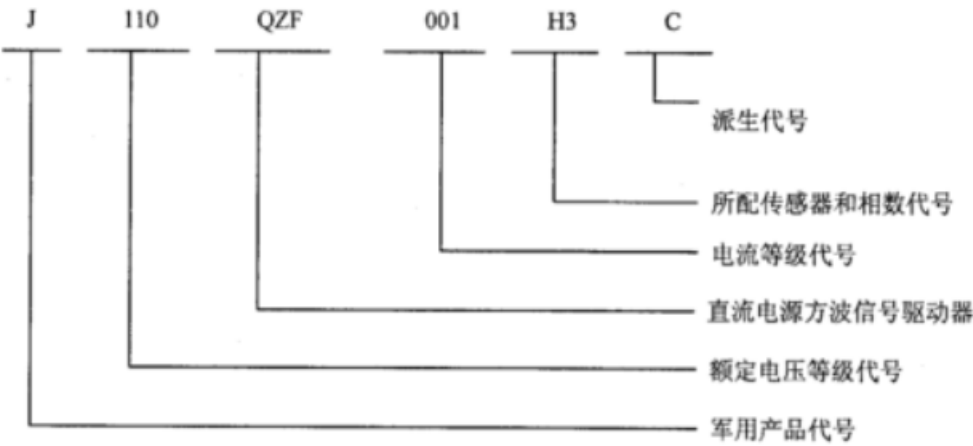 J 110 QZF 001 H3 C
派生代号
所配传感器和相数代号
电流等级代号
直流电源方波信号驱动器
额定电压等级代号
军用产品代号